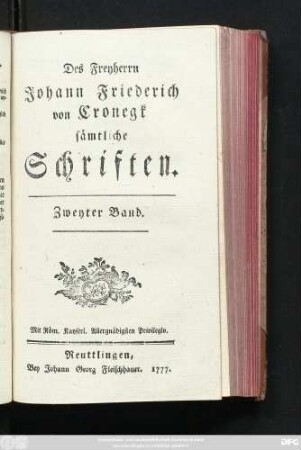 Des Freyherrn
Johann Friederich
von Cronegk
sämtliche
Schriften.
Zweyter Band.
Mit Röm. Kayserl. Allergnädigsten Privilegio.
Reuttlingen,
Bey Johann Georg Fleischhauer. 1777.